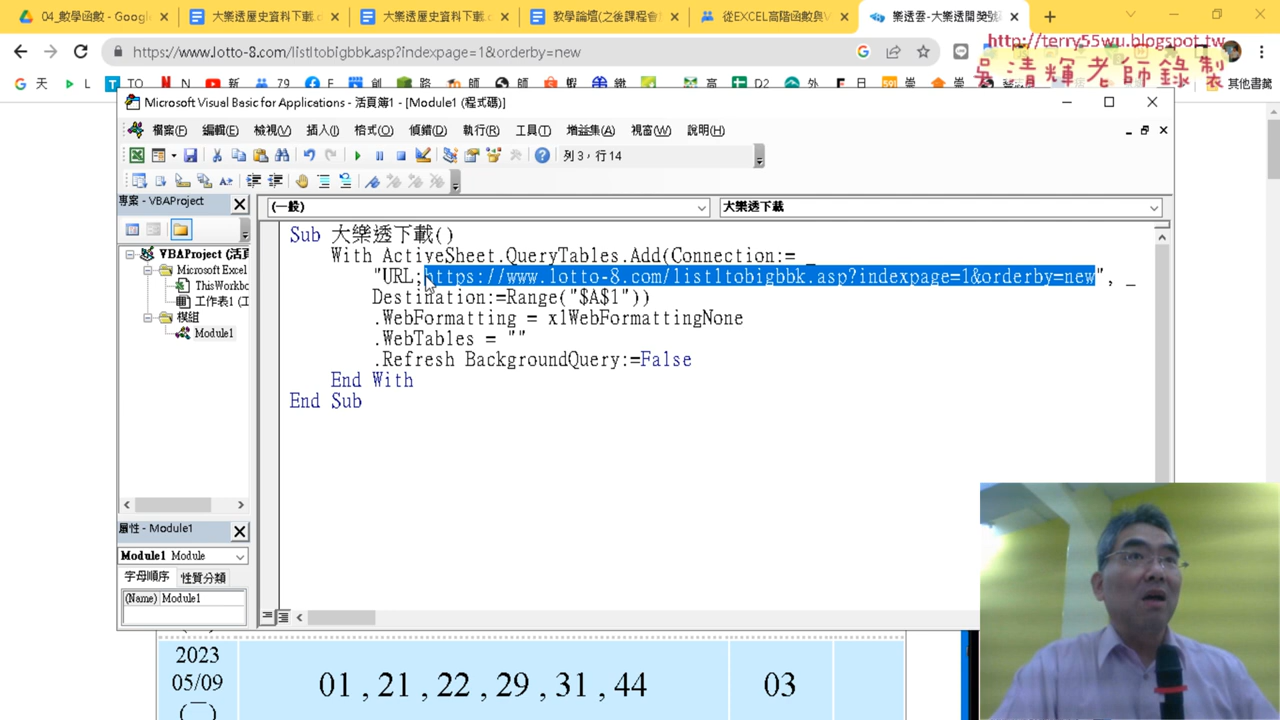 04_數學函數 - Goog
大樂透歷史資料下載.c
大樂透歷史資料下載.c
教學論壇(之後課程會
從EXCEL高階函數與V
樂透雲-大樂透開獎號碼
https://www.lotto-8.com/listltobigbbk.asp?indexpage=1&orderby=new
http://terry55wu.blogspot.tw
吳清輝老師錄製
其他書籤
Microsoft Visual Basic for Applications - 活頁簿1 - [Module1 (程式碼)]
檔案(F) 編輯(E) 檢視(V) 插入(I) 格式(O) 偵錯(D) 執行(R) 工具(T) 增益集(A) 視窗(W) 說明(H)
列 3，行 14
專案 - VBAProject
(一般)
大樂透下載
VBAProject (活頁
Microsoft Excel
ThisWorkbo
工作表1 (工
模組
Module1
Sub 大樂透下載()
With ActiveSheet.QueryTables.Add(Connection:= _
"URL;https://www.lotto-8.com/listltobigbbk.asp?indexpage=1&orderby=new", _
Destination:=Range("$A$1"))
.WebFormatting = xlWebFormattingNone
.WebTables = ""
.Refresh BackgroundQuery:=False
End With
End Sub
屬性 - Module1
Module1 Module
字母順序 性質分類
(Name) Module1
2023
05/09
01 , 21 , 22 , 29 , 31 , 44
03